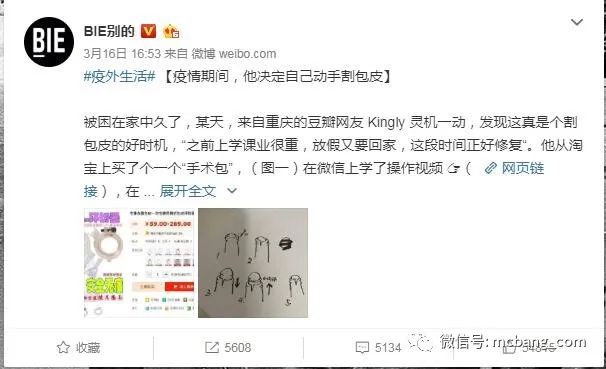 BIE
BIE别的
3月16日 16:53 来自 微博 weibo.com
#疫外生活# 【疫情期间，他决定自己动手割包皮】
被困在家中久了，某天，来自重庆的豆瓣网友 Kingly 灵机一动，发现这真是个割
包皮的好时机，“之前上学课业很重，放假又要回家，这段时间正好修复“。他从淘
宝上买了个一个“手术包”，（图一）在微信上学了操作视频 👉（ 网页链
接），在 ... 展开全文
¥59.00-289.00
1 2
3 4 5
收藏
5608
5134
微信号: mcbang_com